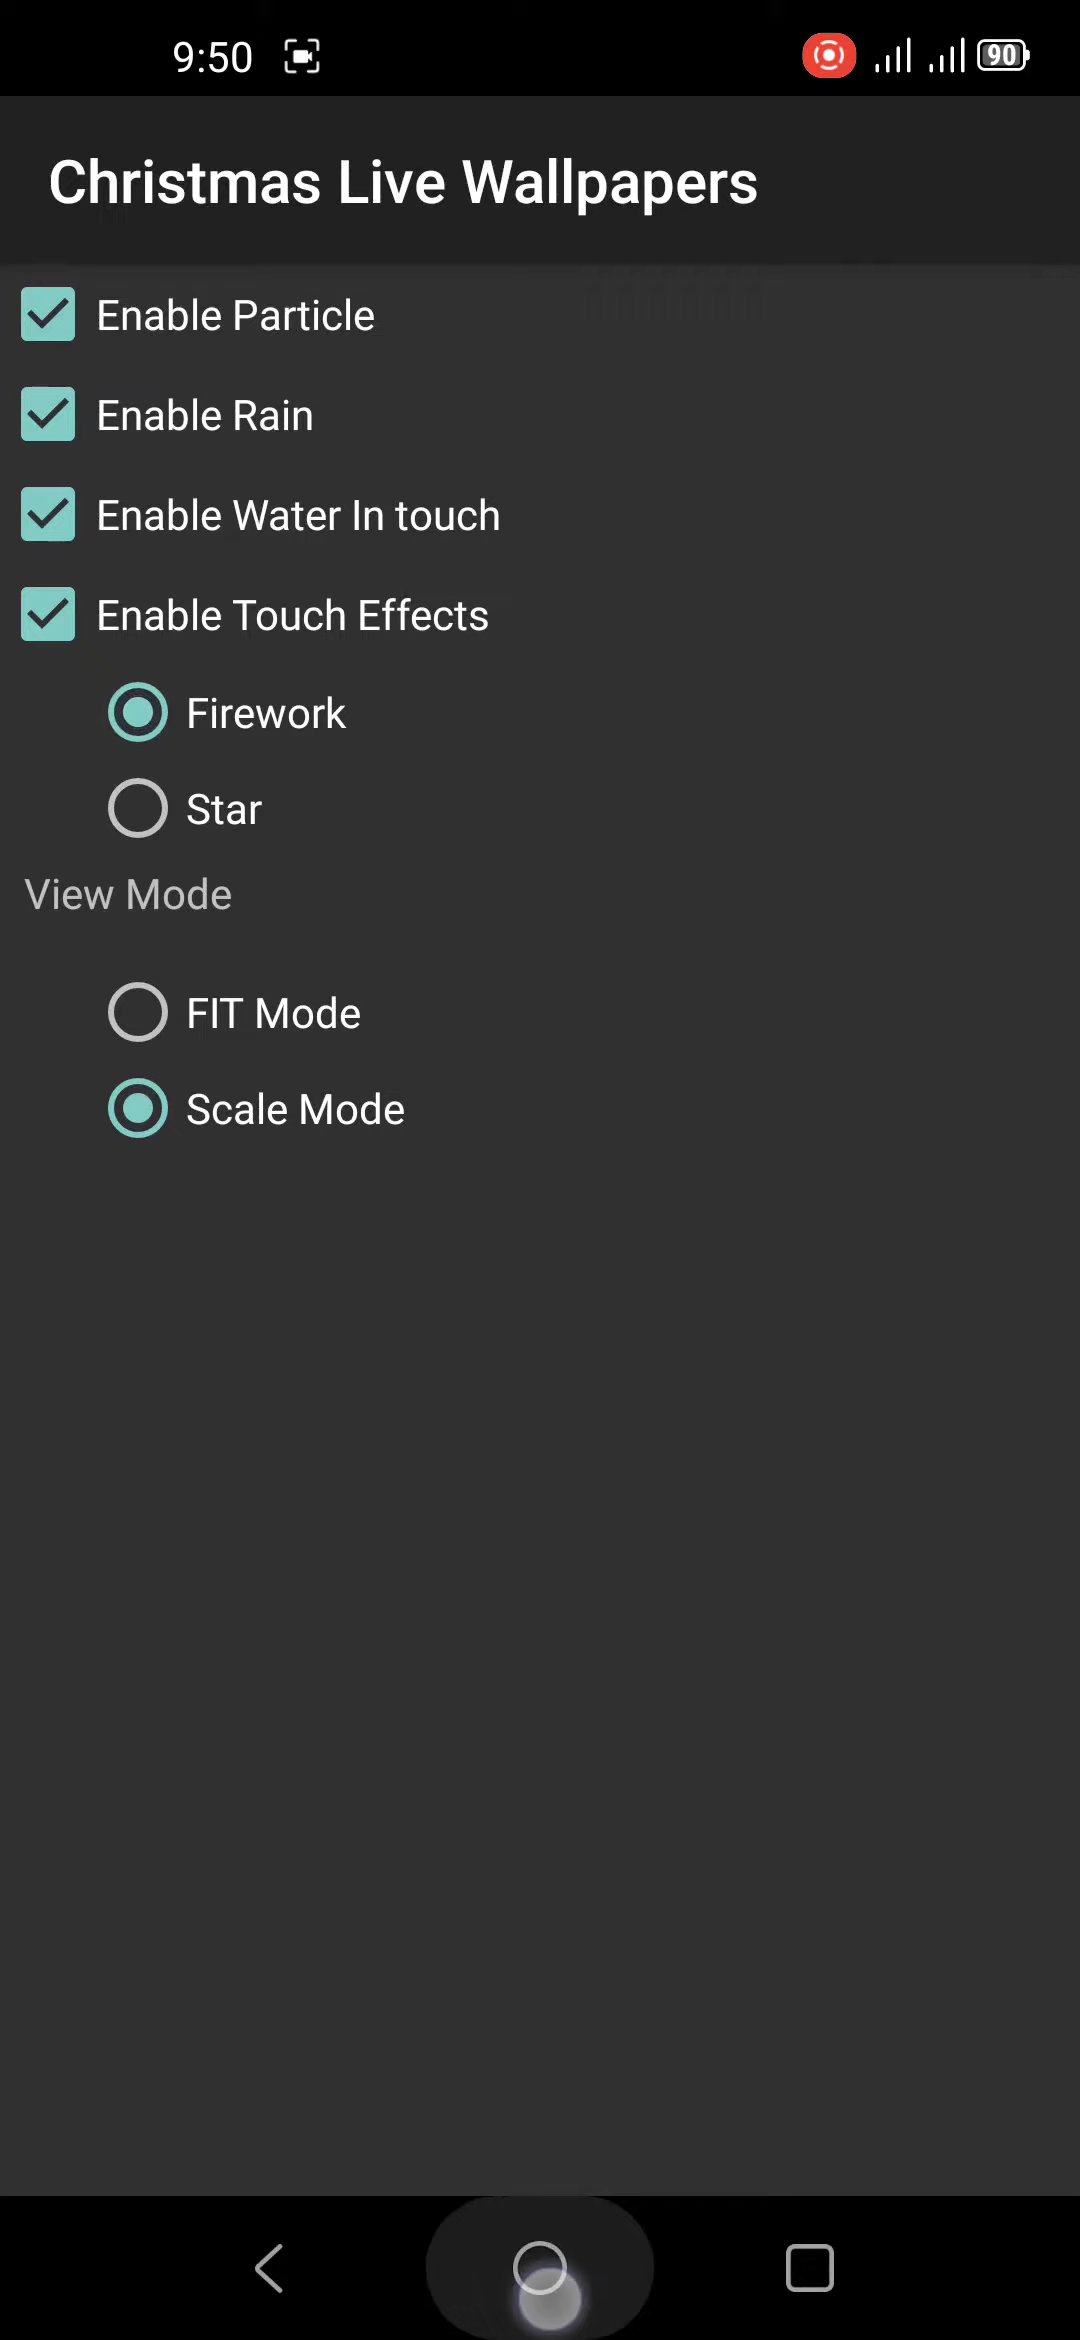 9:50
90
Christmas Live Wallpapers
Enable Particle
Enable Rain
Enable Water In touch
Enable Touch Effects
Firework
Star
View Mode
FIT Mode
Scale Mode